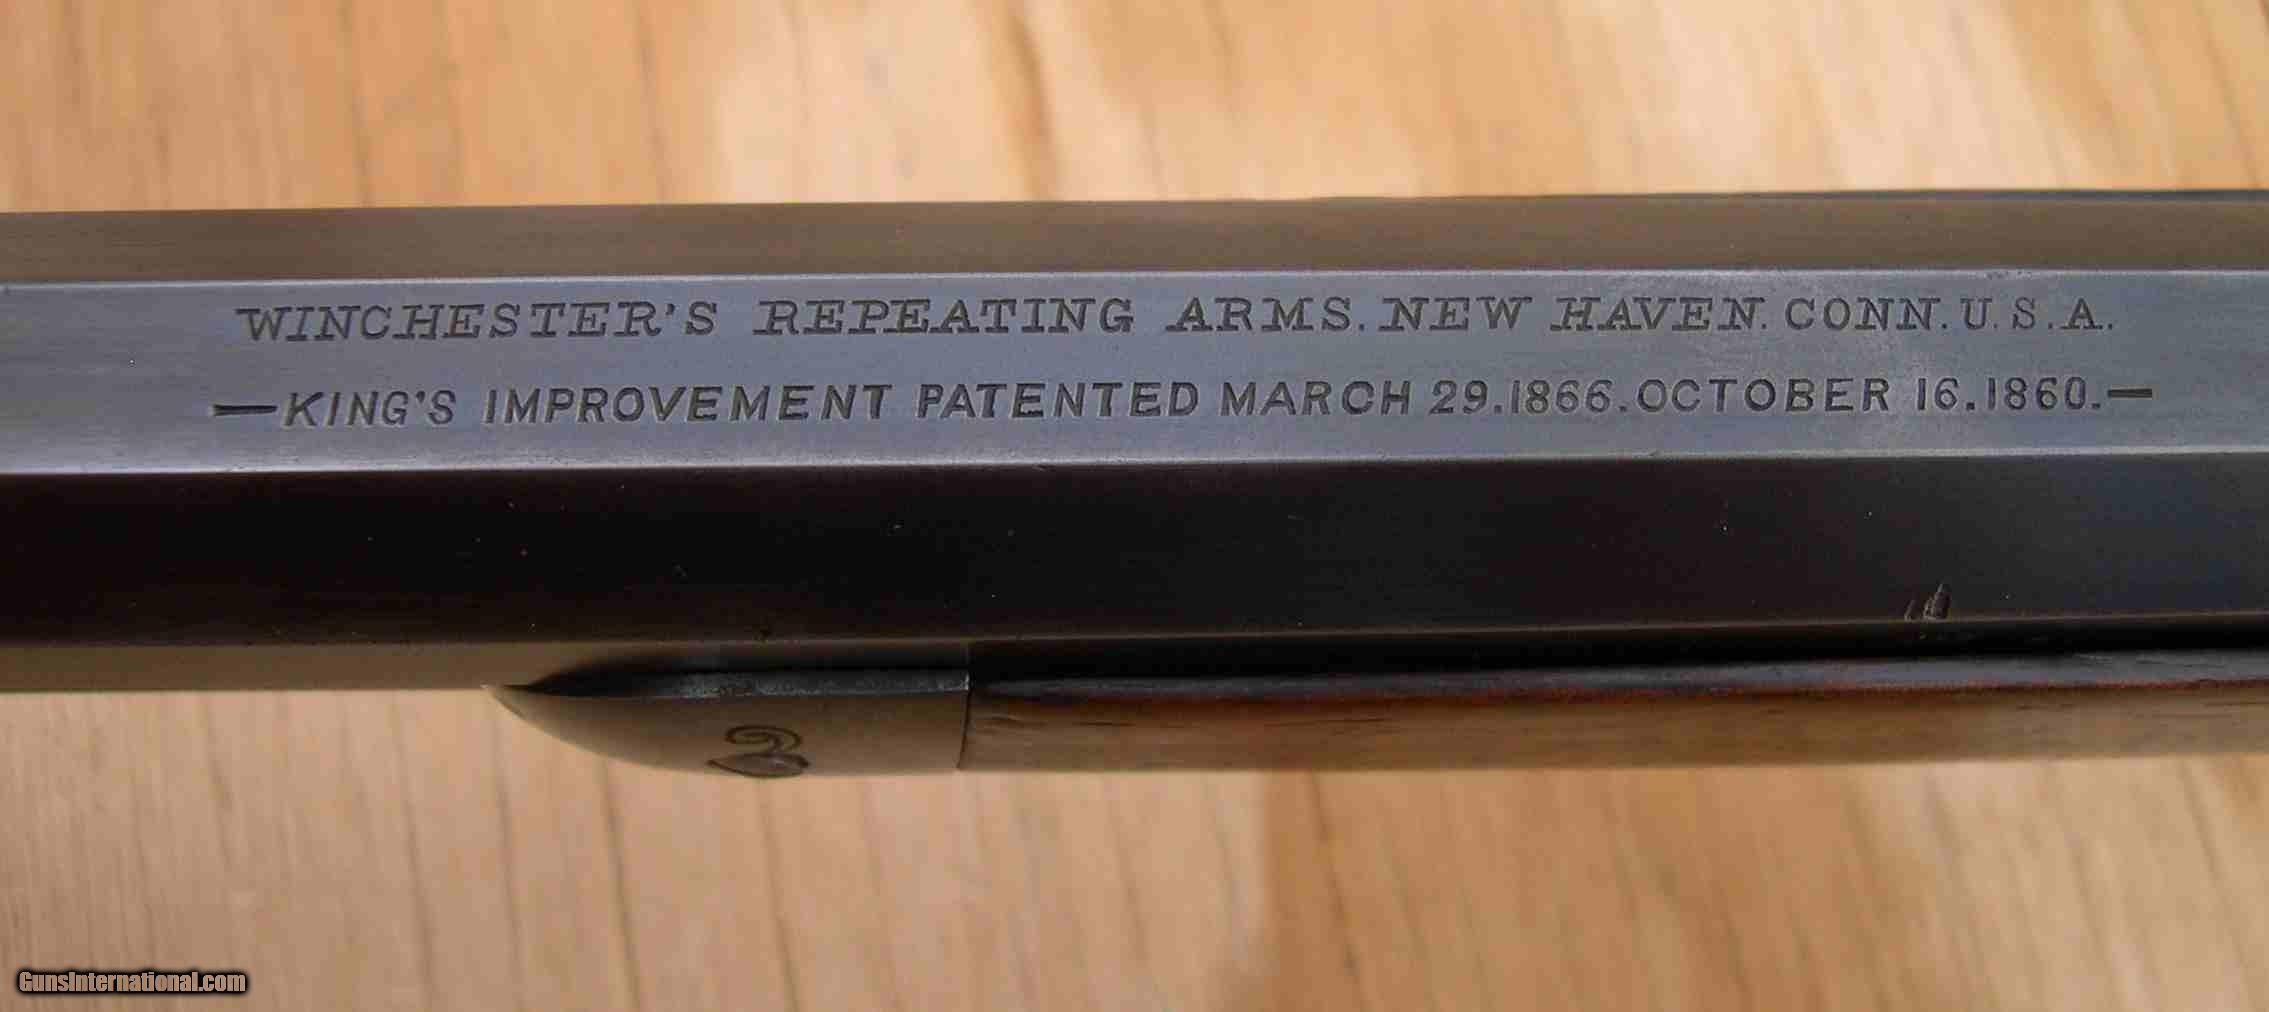 WINCHESTER'S REPEATING ARMS. NEW HAVEN. CONN. U. S. A.
—KING'S IMPROVEMENT PATENTED MARCH 29. 1866. OCTOBER 16. 1860.—
GunsInternational.com